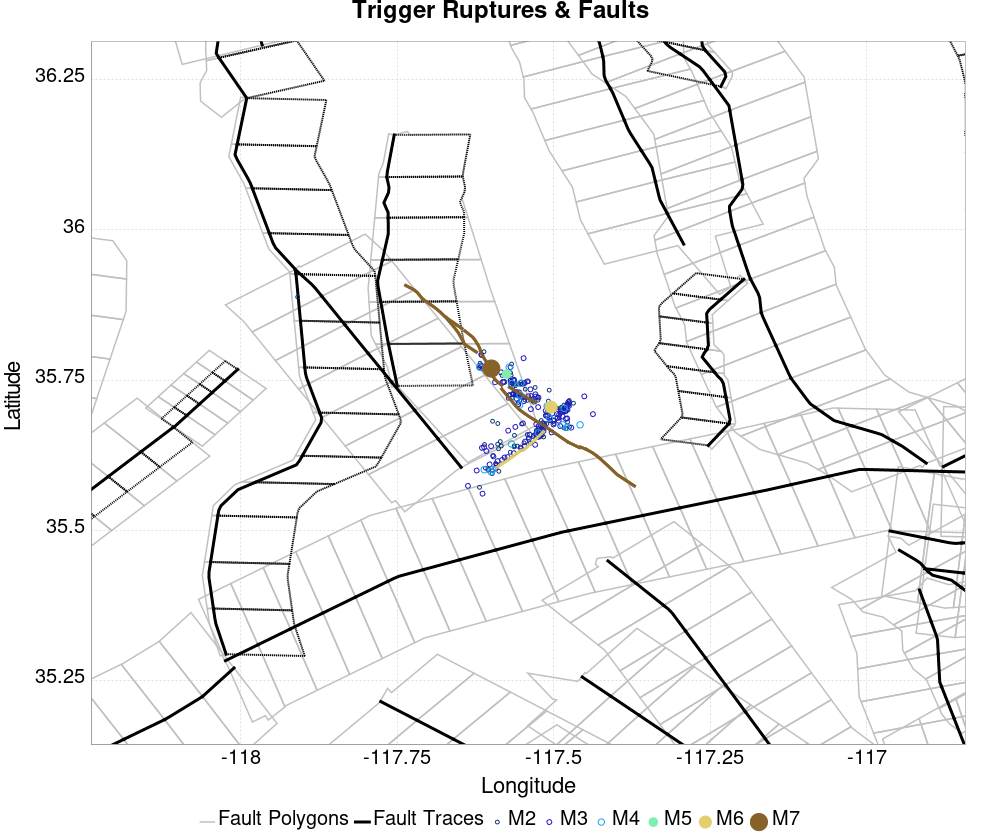 Trigger Ruptures & Faults
36.25
36
35.75
35.5
35.25
Latitude
-118
-117.75
-117.5
-117.25
-117
Longitude
Fault Polygons Fault Traces M2 M3 M4 M5 M6 M7